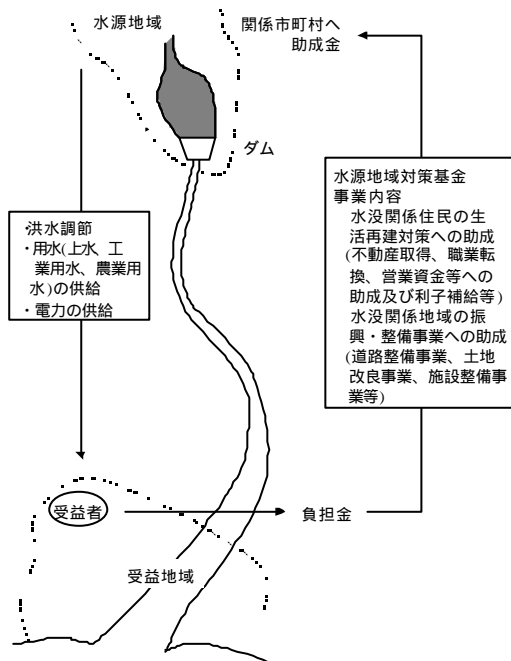 水源地域
関係市町村へ
助成金
ダム
・洪水調節
・用水(上水、工
業用水、農業用
水)の供給
・電力の供給
水源地域対策基金
事業内容
水没関係住民の生
活再建対策への助成
(不動産取得、職業転
換、営業資金等への
助成及び利子補給等)
水没関係地域の振
興・整備事業への助成
(道路整備事業、土地
改良事業、施設整備事
業等)
受益者
負担金
受益地域